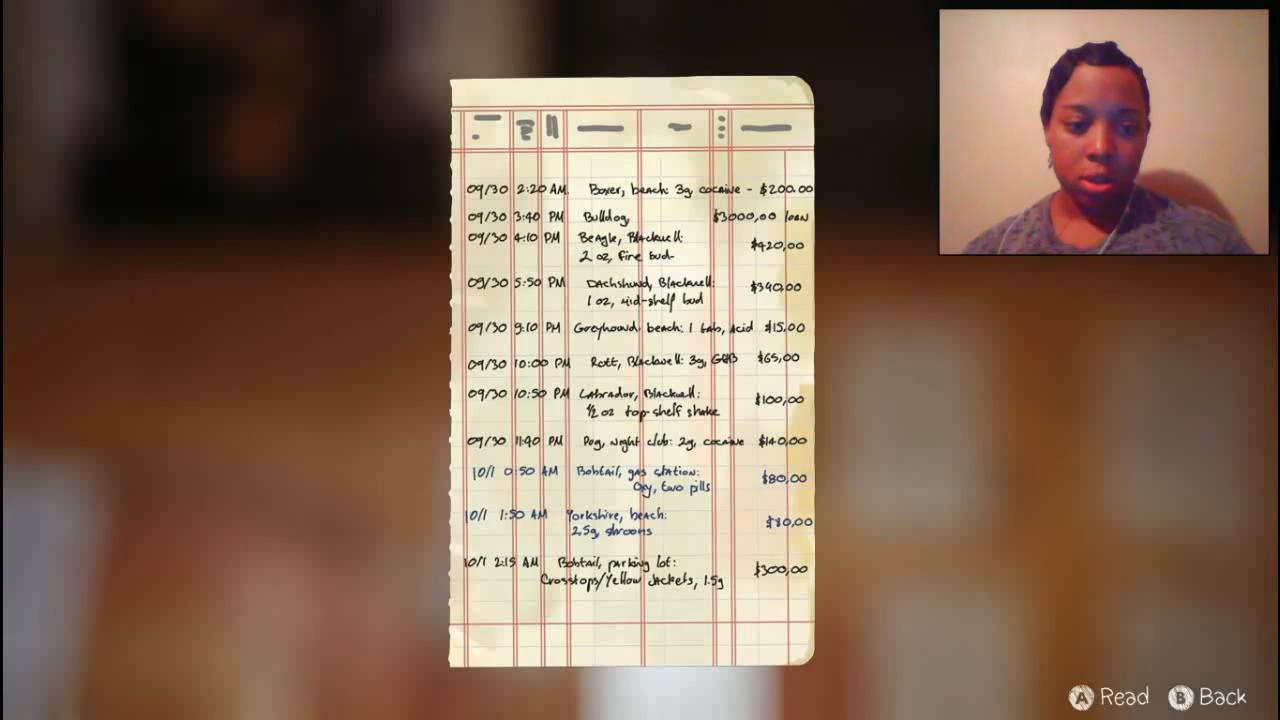 09/30 2:20 AM Boxer, beach: 3g, cocaine - $200.00
09/30 3:40 PM Bulldog, $3000,00 loan
09/30 4:10 PM Beagle, Blackwell: $420,00
2 oz, fire bud-
09/30 5:50 PM Dachshund, Blackwell: $340,00
1 oz, mid-shelf bud
09/30 9:10 PM Greyhound, beach: 1 tab, acid $15,00
09/30 10:00 PM Rott, Blackwell: 3g, GHB $65,00
09/30 10:50 PM Labrador, Blackwell: $100,00
1/2 oz top-shelf shake
09/30 11:40 PM Pug, night club: 2g, cocaine $140,00
10/1 0:50 AM Bobtail, gas station: $80,00
Oxy, two pills
10/1 1:50 AM Yorkshire, beach:
2,5g, shrooms
10/1 2:15 AM Bobtail, parking lot: $300,00
Crosstops/Yellow Jackets, 1.5g
A Read B Back